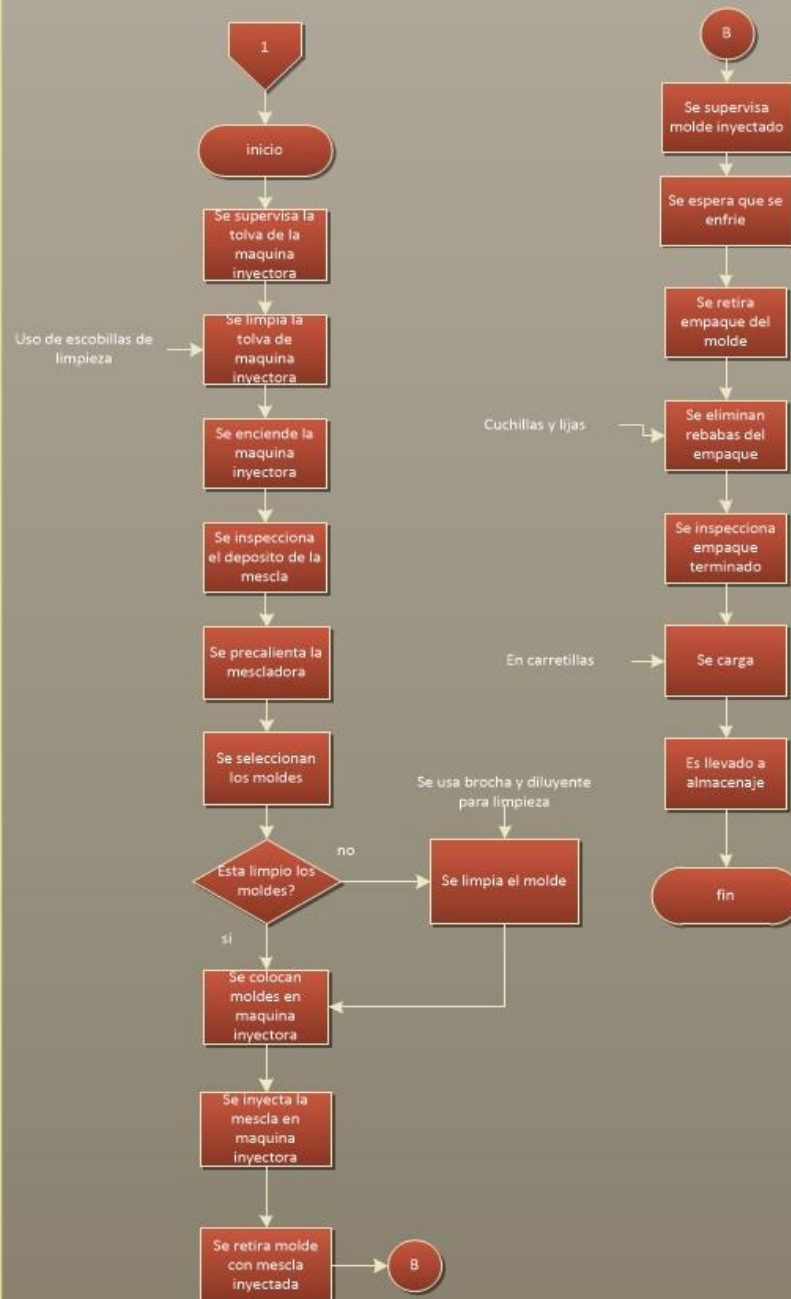 1
inicio
Se supervisa la
tolva de la
maquina
inyectora
Uso de escobillas de
limpieza
Se limpia la
tolva de
maquina
inyectora
Se enciende la
maquina
inyectora
Se inspecciona
el deposito de la
mescla
Se precalienta la
mescladora
Se seleccionan
los moldes
Esta limpio los
moldes?
no
Se usa brocha y diluyente
para limpieza
Se limpia el molde
si
Se colocan
moldes en
maquina
inyectora
Se inyecta la
mescla en
maquina
inyectora
Se retira molde
con mescla
inyectada
B
B
Se supervisa
molde inyectado
Se espera que se
enfrie
Se retira
empaque del
molde
Cuchillas y lijas
Se eliminan
rebabas del
empaque
Se inspecciona
empaque
terminado
En carretillas
Se carga
Es llevado a
almacenaje
fin